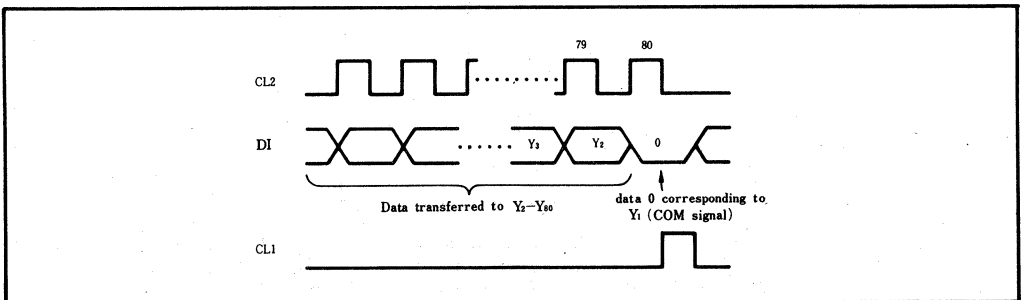 79 80
CL2
DI Y3 Y2 0
Data transferred to Y2–Y80
data 0 corresponding to
Y1 (COM signal)
CL1